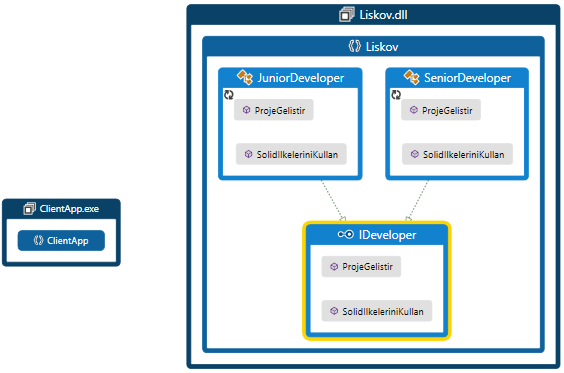 Liskov.dll
Liskov
JuniorDeveloper
SeniorDeveloper
ProjeGelistir
ProjeGelistir
SolidIlkeleriniKullan
SolidIlkeleriniKullan
ClientApp.exe
ClientApp
IDeveloper
ProjeGelistir
SolidIlkeleriniKullan